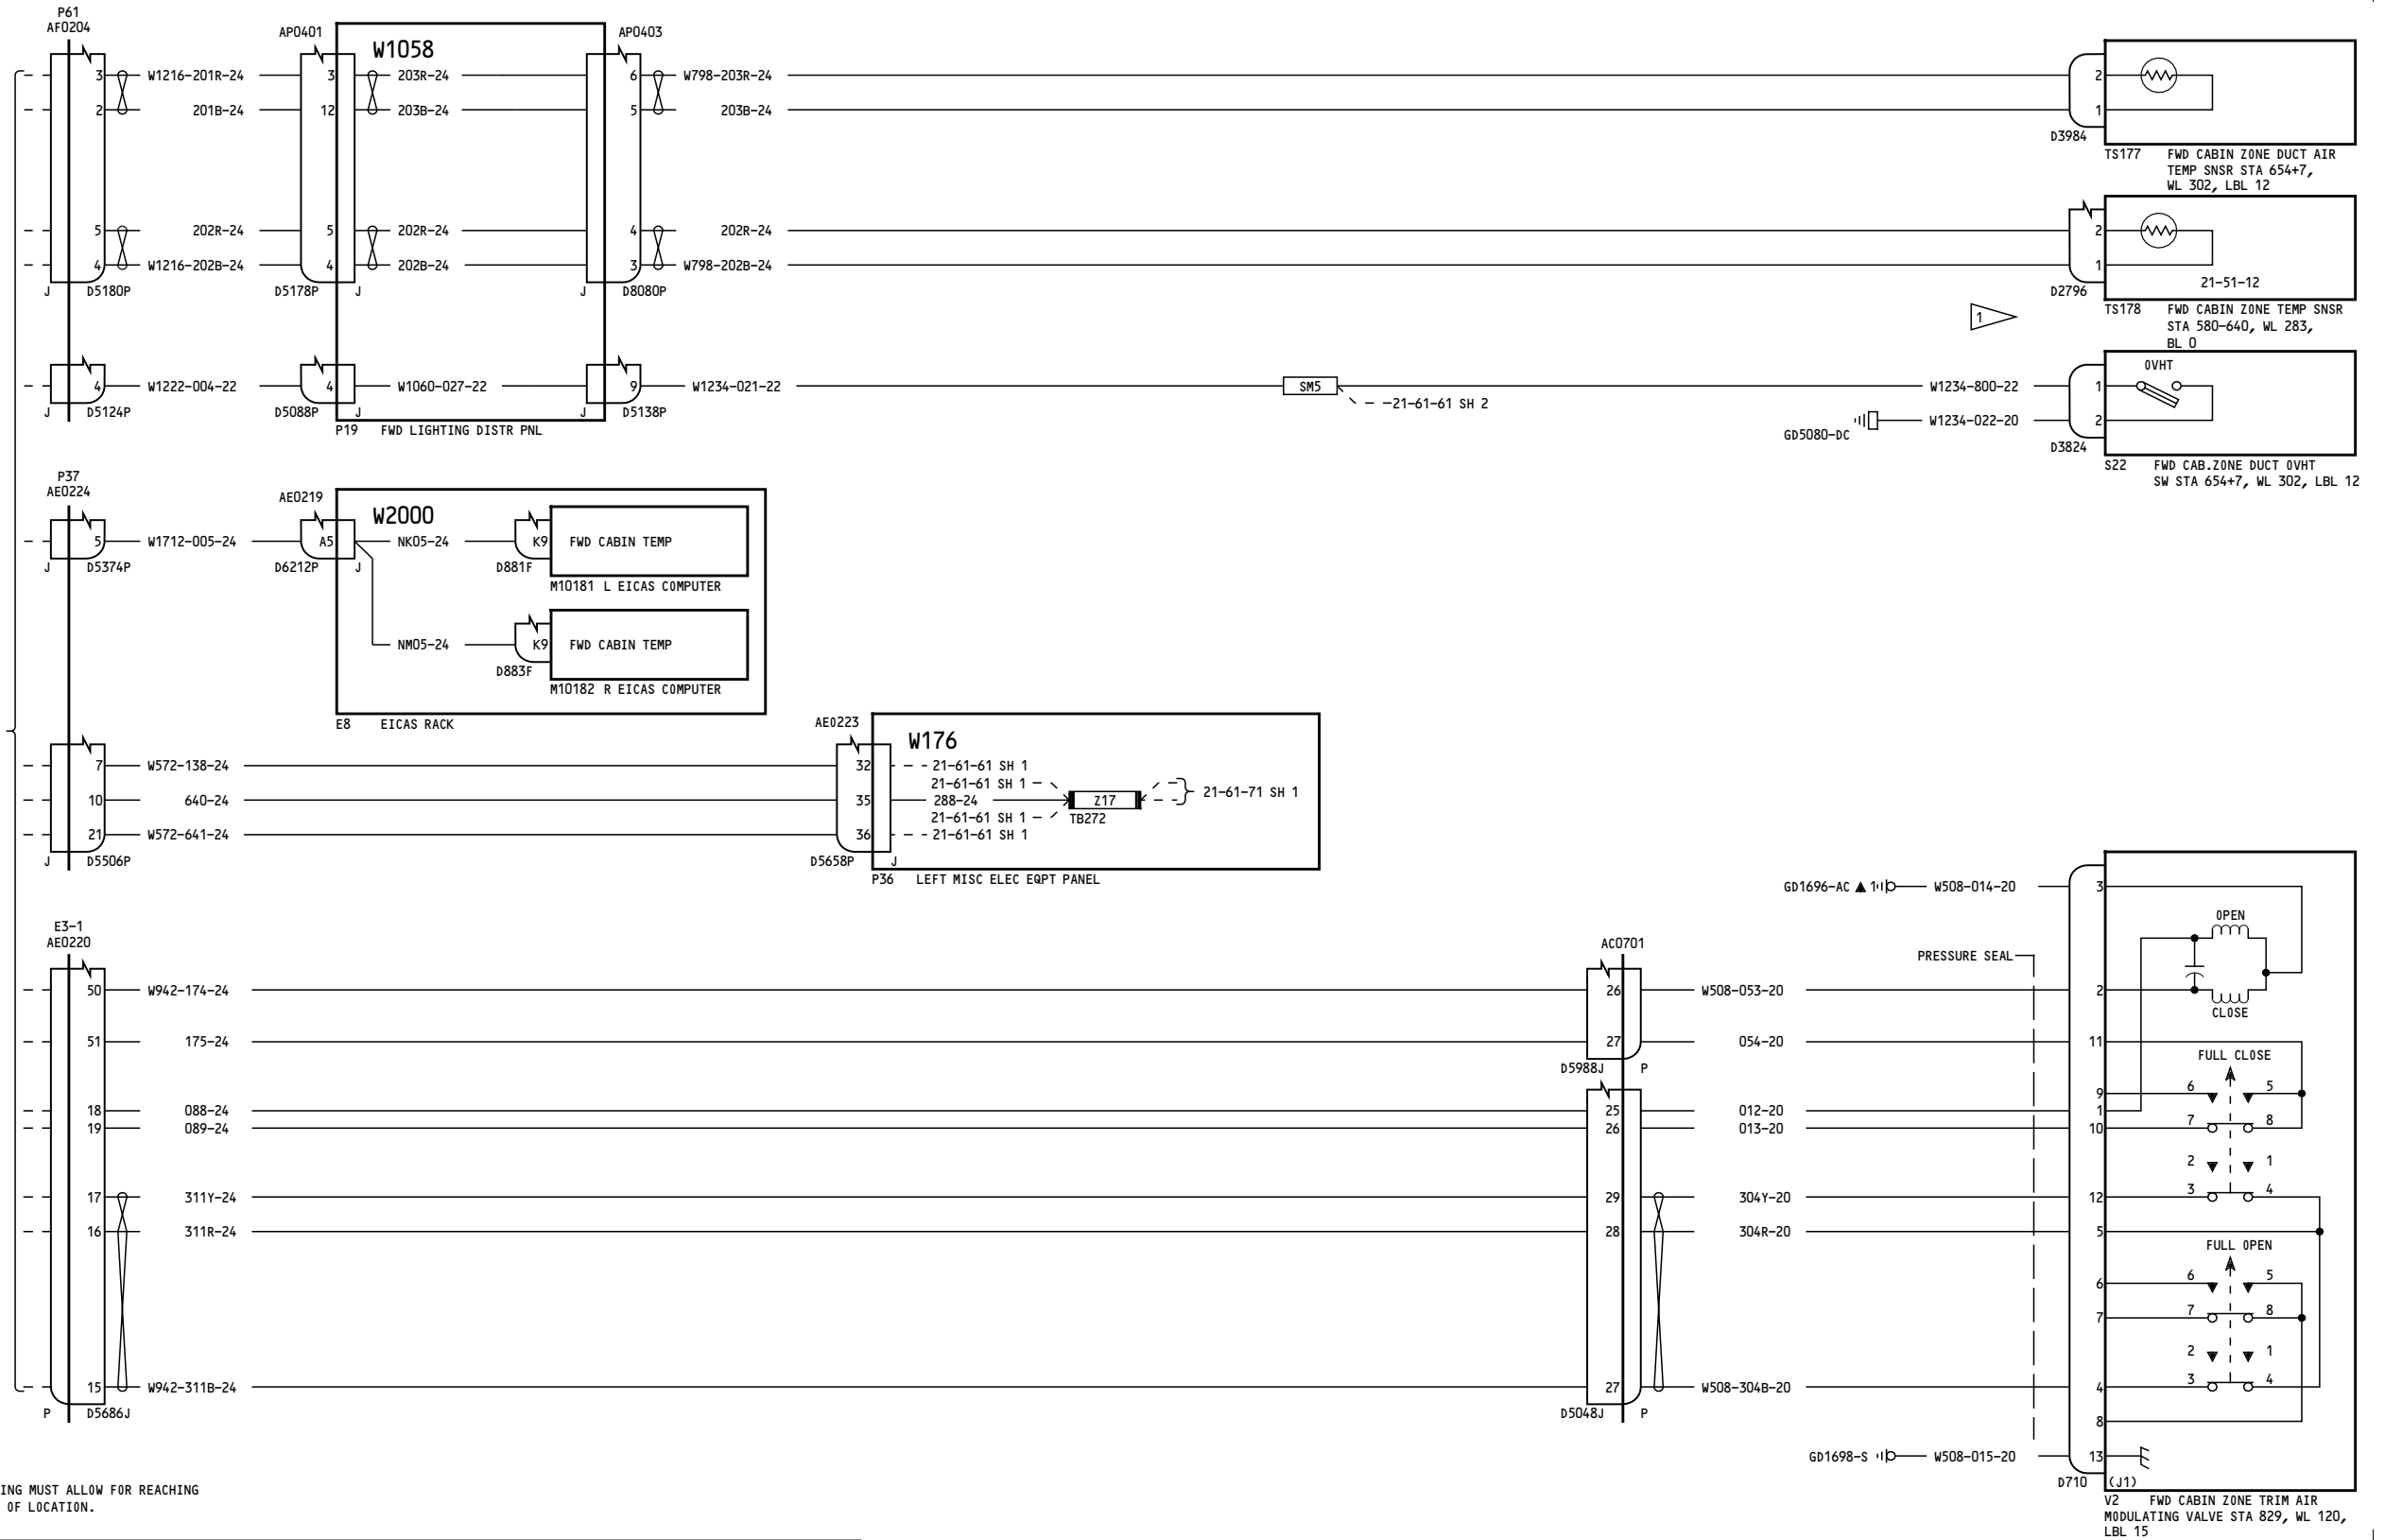 P61
AF0204
AP0401
W1058
AP0403
3 W1216-201R-24 3 203R-24 6 W798-203R-24 2
2 201B-24 12 203B-24 5 203B-24 1
D3984
TS177 FWD CABIN ZONE DUCT AIR
TEMP SNSR STA 654+7,
WL 302, LBL 12
5 202R-24 5 202R-24 4 202R-24 2
4 W1216-202B-24 4 202B-24 3 W798-202B-24 1
21-51-12
J D5180P D5178P J J D8080P D2796
TS178 FWD CABIN ZONE TEMP SNSR
STA 580-640, WL 283,
BL 0
1
OVHT
4 W1222-004-22 4 W1060-027-22 9 W1234-021-22 SM5 W1234-800-22 1
21-61-61 SH 2
GD5080-DC W1234-022-20 2
J D5124P D5088P J J D5138P D3824
P19 FWD LIGHTING DISTR PNL
S22 FWD CAB.ZONE DUCT OVHT
SW STA 654+7, WL 302, LBL 12
P37
AE0224
AE0219
W2000
5 W1712-005-24 A5 NK05-24 K9 FWD CABIN TEMP
J D5374P D6212P J D881F
M10181 L EICAS COMPUTER
NM05-24 K9 FWD CABIN TEMP
D883F
M10182 R EICAS COMPUTER
E8 EICAS RACK
AE0223
W176
7 W572-138-24 32 21-61-61 SH 1
21-61-61 SH 1
10 640-24 35 288-24 Z17 21-61-71 SH 1
21-61-61 SH 1 TB272
21 W572-641-24 36 21-61-61 SH 1
J D5506P D5658P J
P36 LEFT MISC ELEC EQPT PANEL
GD1696-AC 1 W508-014-20 3
E3-1
AE0220
AC0701
PRESSURE SEAL
OPEN
50 W942-174-24 26 W508-053-20 2
CLOSE
51 175-24 27 054-20 11
FULL CLOSE
D5988J P
9 6 5
18 088-24 25 012-20 1
19 089-24 26 013-20 10 7 8
2 1
17 311Y-24 29 304Y-20 12 3 4
16 311R-24 28 304R-20 5
FULL OPEN
6 6 5
7 7 8
2 1
15 W942-311B-24 27 W508-304B-20 4 3 4
P D5686J D5048J P
8
GD1698-S W508-015-20 13
D710 (J1)
V2 FWD CABIN ZONE TRIM AIR
MODULATING VALVE STA 829, WL 120,
LBL 15
ING MUST ALLOW FOR REACHING
OF LOCATION.